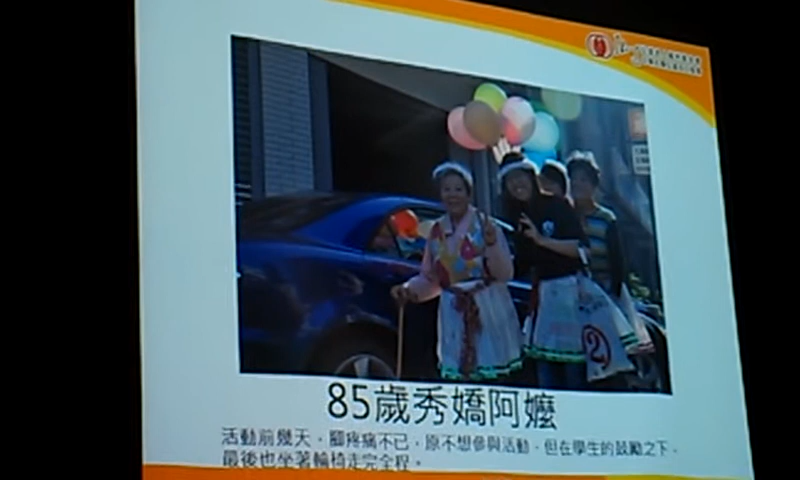 85歲秀嬌阿嬤
活動前幾天,腳疼痛不已,原不想參與活動,但在學生的鼓勵之下,
最後也坐著輪椅走完全程。
2